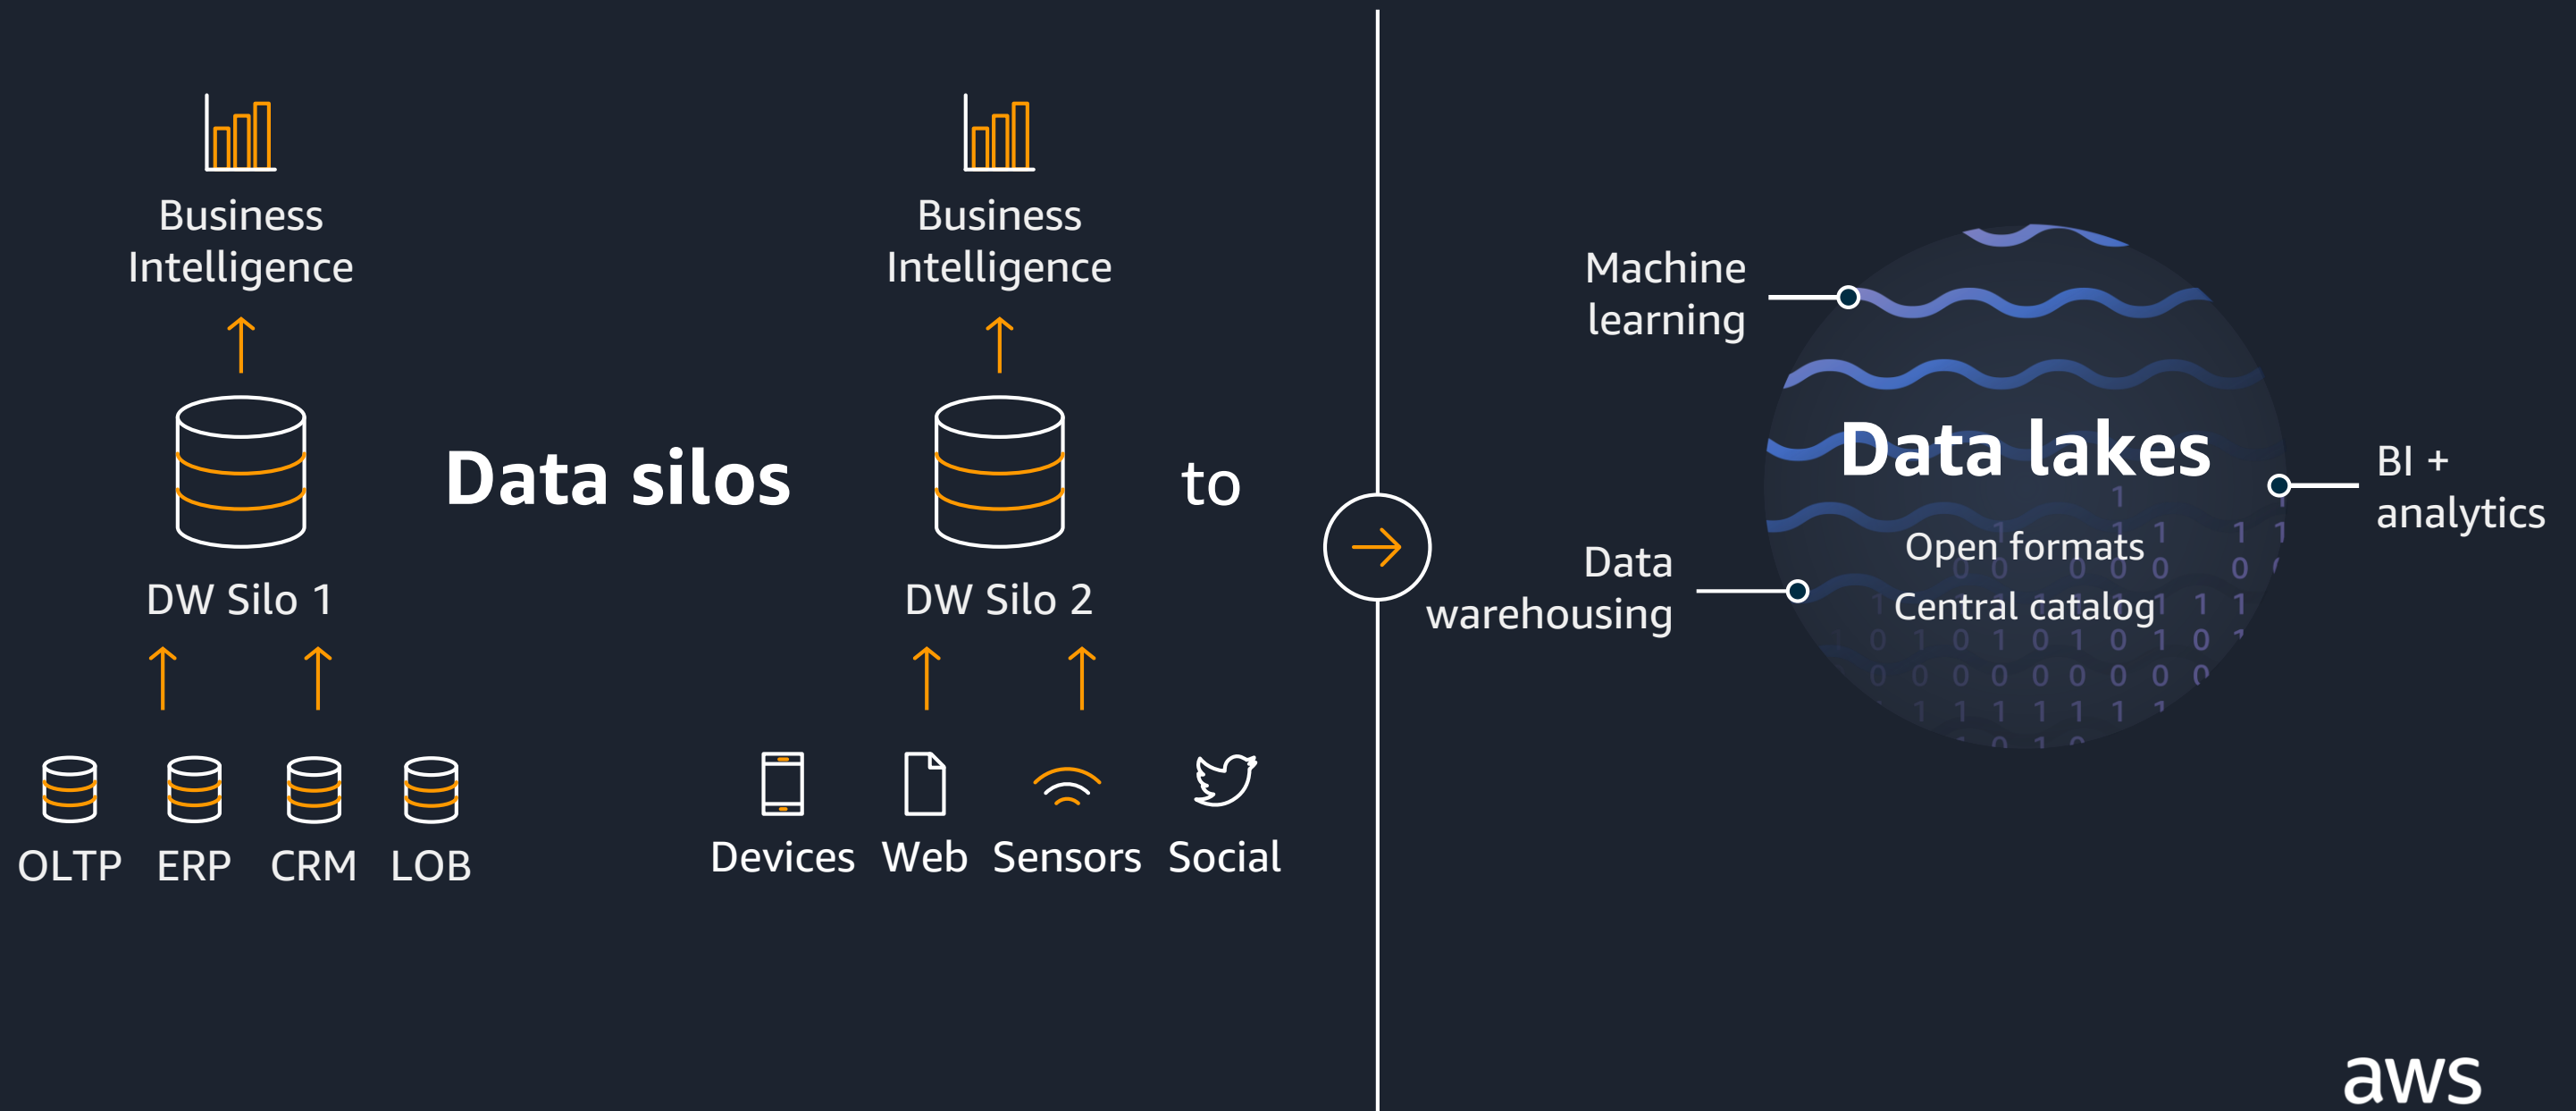 Business
Intelligence
DW Silo 1
OLTP
ERP
CRM
LOB
Data silos
Business
Intelligence
DW Silo 2
Devices
Web
Sensors
Social
to
Machine
learning
Data
warehousing
Data lakes
Open formats
Central catalog
BI +
analytics
aws